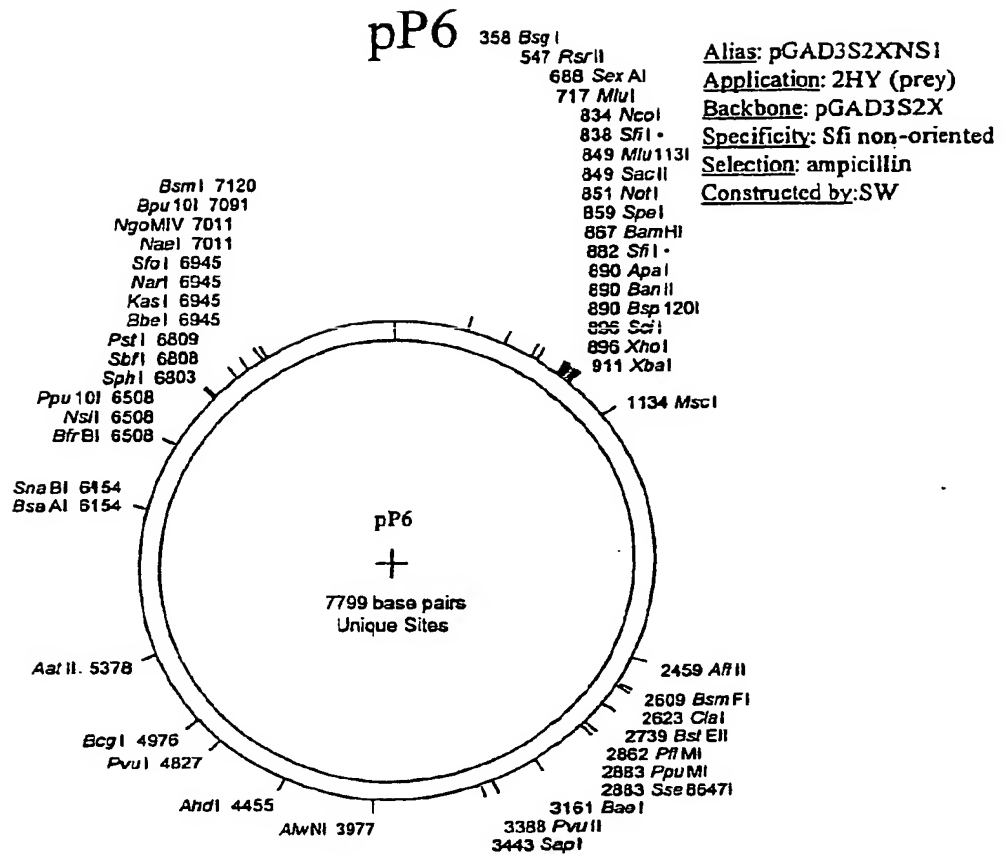 pP6
358 Bsg I
547 RsrII
688 SexAI
717 MluI
834 NcoI
838 SfiI •
849 Mlu113I
849 SacII
851 NotI
859 SpeI
867 BamHI
882 SfiI •
890 ApaI
890 BanII
890 Bsp120I
896 SciI
896 XhoI
911 XbaI
1134 MscI
Alias: pGAD3S2XNS1
Application: 2HY (prey)
Backbone: pGAD3S2X
Specificity: Sfi non-oriented
Selection: ampicillin
Constructed by:SW
BsmI 7120
Bpu10I 7091
NgoMIV 7011
NaeI 7011
SfoI 6945
NarI 6945
KasI 6945
BbeI 6945
PstI 6809
SbfI 6808
SphI 6803
Ppu10I 6508
NsiI 6508
BfrBI 6508
SnaBI 6154
BsaAI 6154
pP6
7799 base pairs
Unique Sites
AatII. 5378
BcgI 4976
PvuI 4827
AhdI 4455
AlwNI 3977
2459 AflII
2609 BsmFI
2623 ClaI
2739 BstEII
2862 PflMI
2883 PpuMI
2883 Sse8647I
3161 BaeI
3388 PvuII
3443 SapI